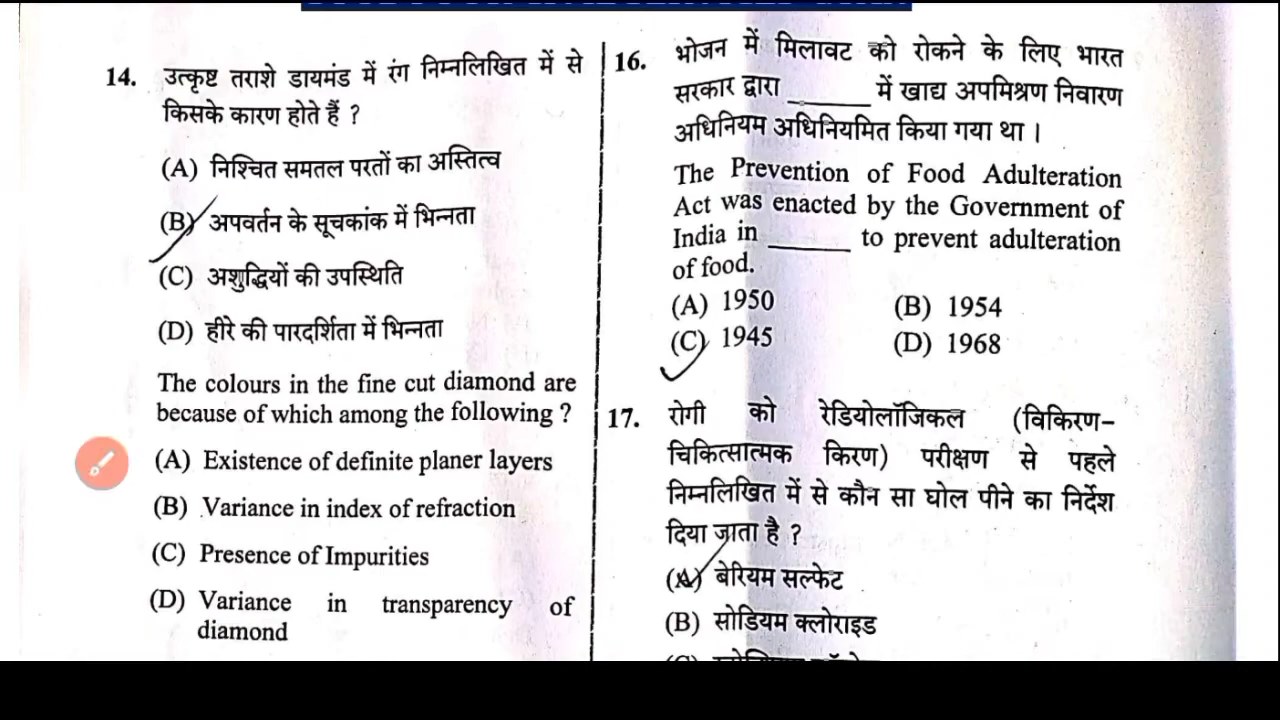 14. उत्कृष्ट तराशे डायमंड में रंग निम्नलिखित में से
किसके कारण होते हैं ?
(A) निश्चित समतल परतों का अस्तित्व
(B) अपवर्तन के सूचकांक में भिन्नता
(C) अशुद्धियों की उपस्थिति
(D) हीरे की पारदर्शिता में भिन्नता
The colours in the fine cut diamond are
because of which among the following ?
(A) Existence of definite planer layers
(B) Variance in index of refraction
(C) Presence of Impurities
(D) Variance in transparency of
diamond
16. भोजन में मिलावट को रोकने के लिए भारत
सरकार द्वारा ______ में खाद्य अपमिश्रण निवारण
अधिनियम अधिनियमित किया गया था ।
The Prevention of Food Adulteration
Act was enacted by the Government of
India in ______ to prevent adulteration
of food.
(A) 1950 (B) 1954
(C) 1945 (D) 1968
17. रोगी को रेडियोलॉजिकल (विकिरण-
चिकित्सात्मक किरण) परीक्षण से पहले
निम्नलिखित में से कौन सा घोल पीने का निर्देश
दिया जाता है ?
(A) बेरियम सल्फेट
(B) सोडियम क्लोराइड